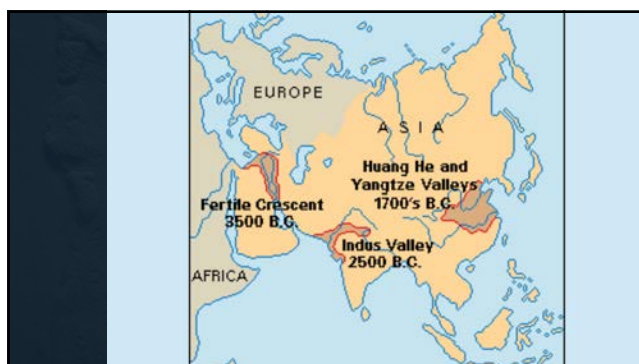 EUROPE
ASIA
Huang He and
Yangtze Valleys
1700's B.C.
Fertile Crescent
3500 B.C.
Indus Valley
2500 B.C.
AFRICA